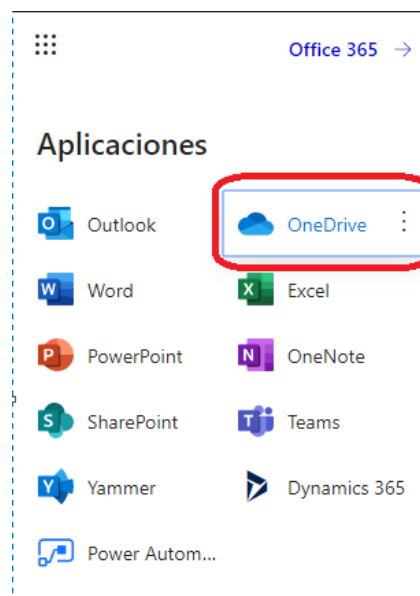 Office 365 →
Aplicaciones
Outlook
OneDrive
Word
Excel
PowerPoint
OneNote
SharePoint
Teams
Yammer
Dynamics 365
Power Autom...